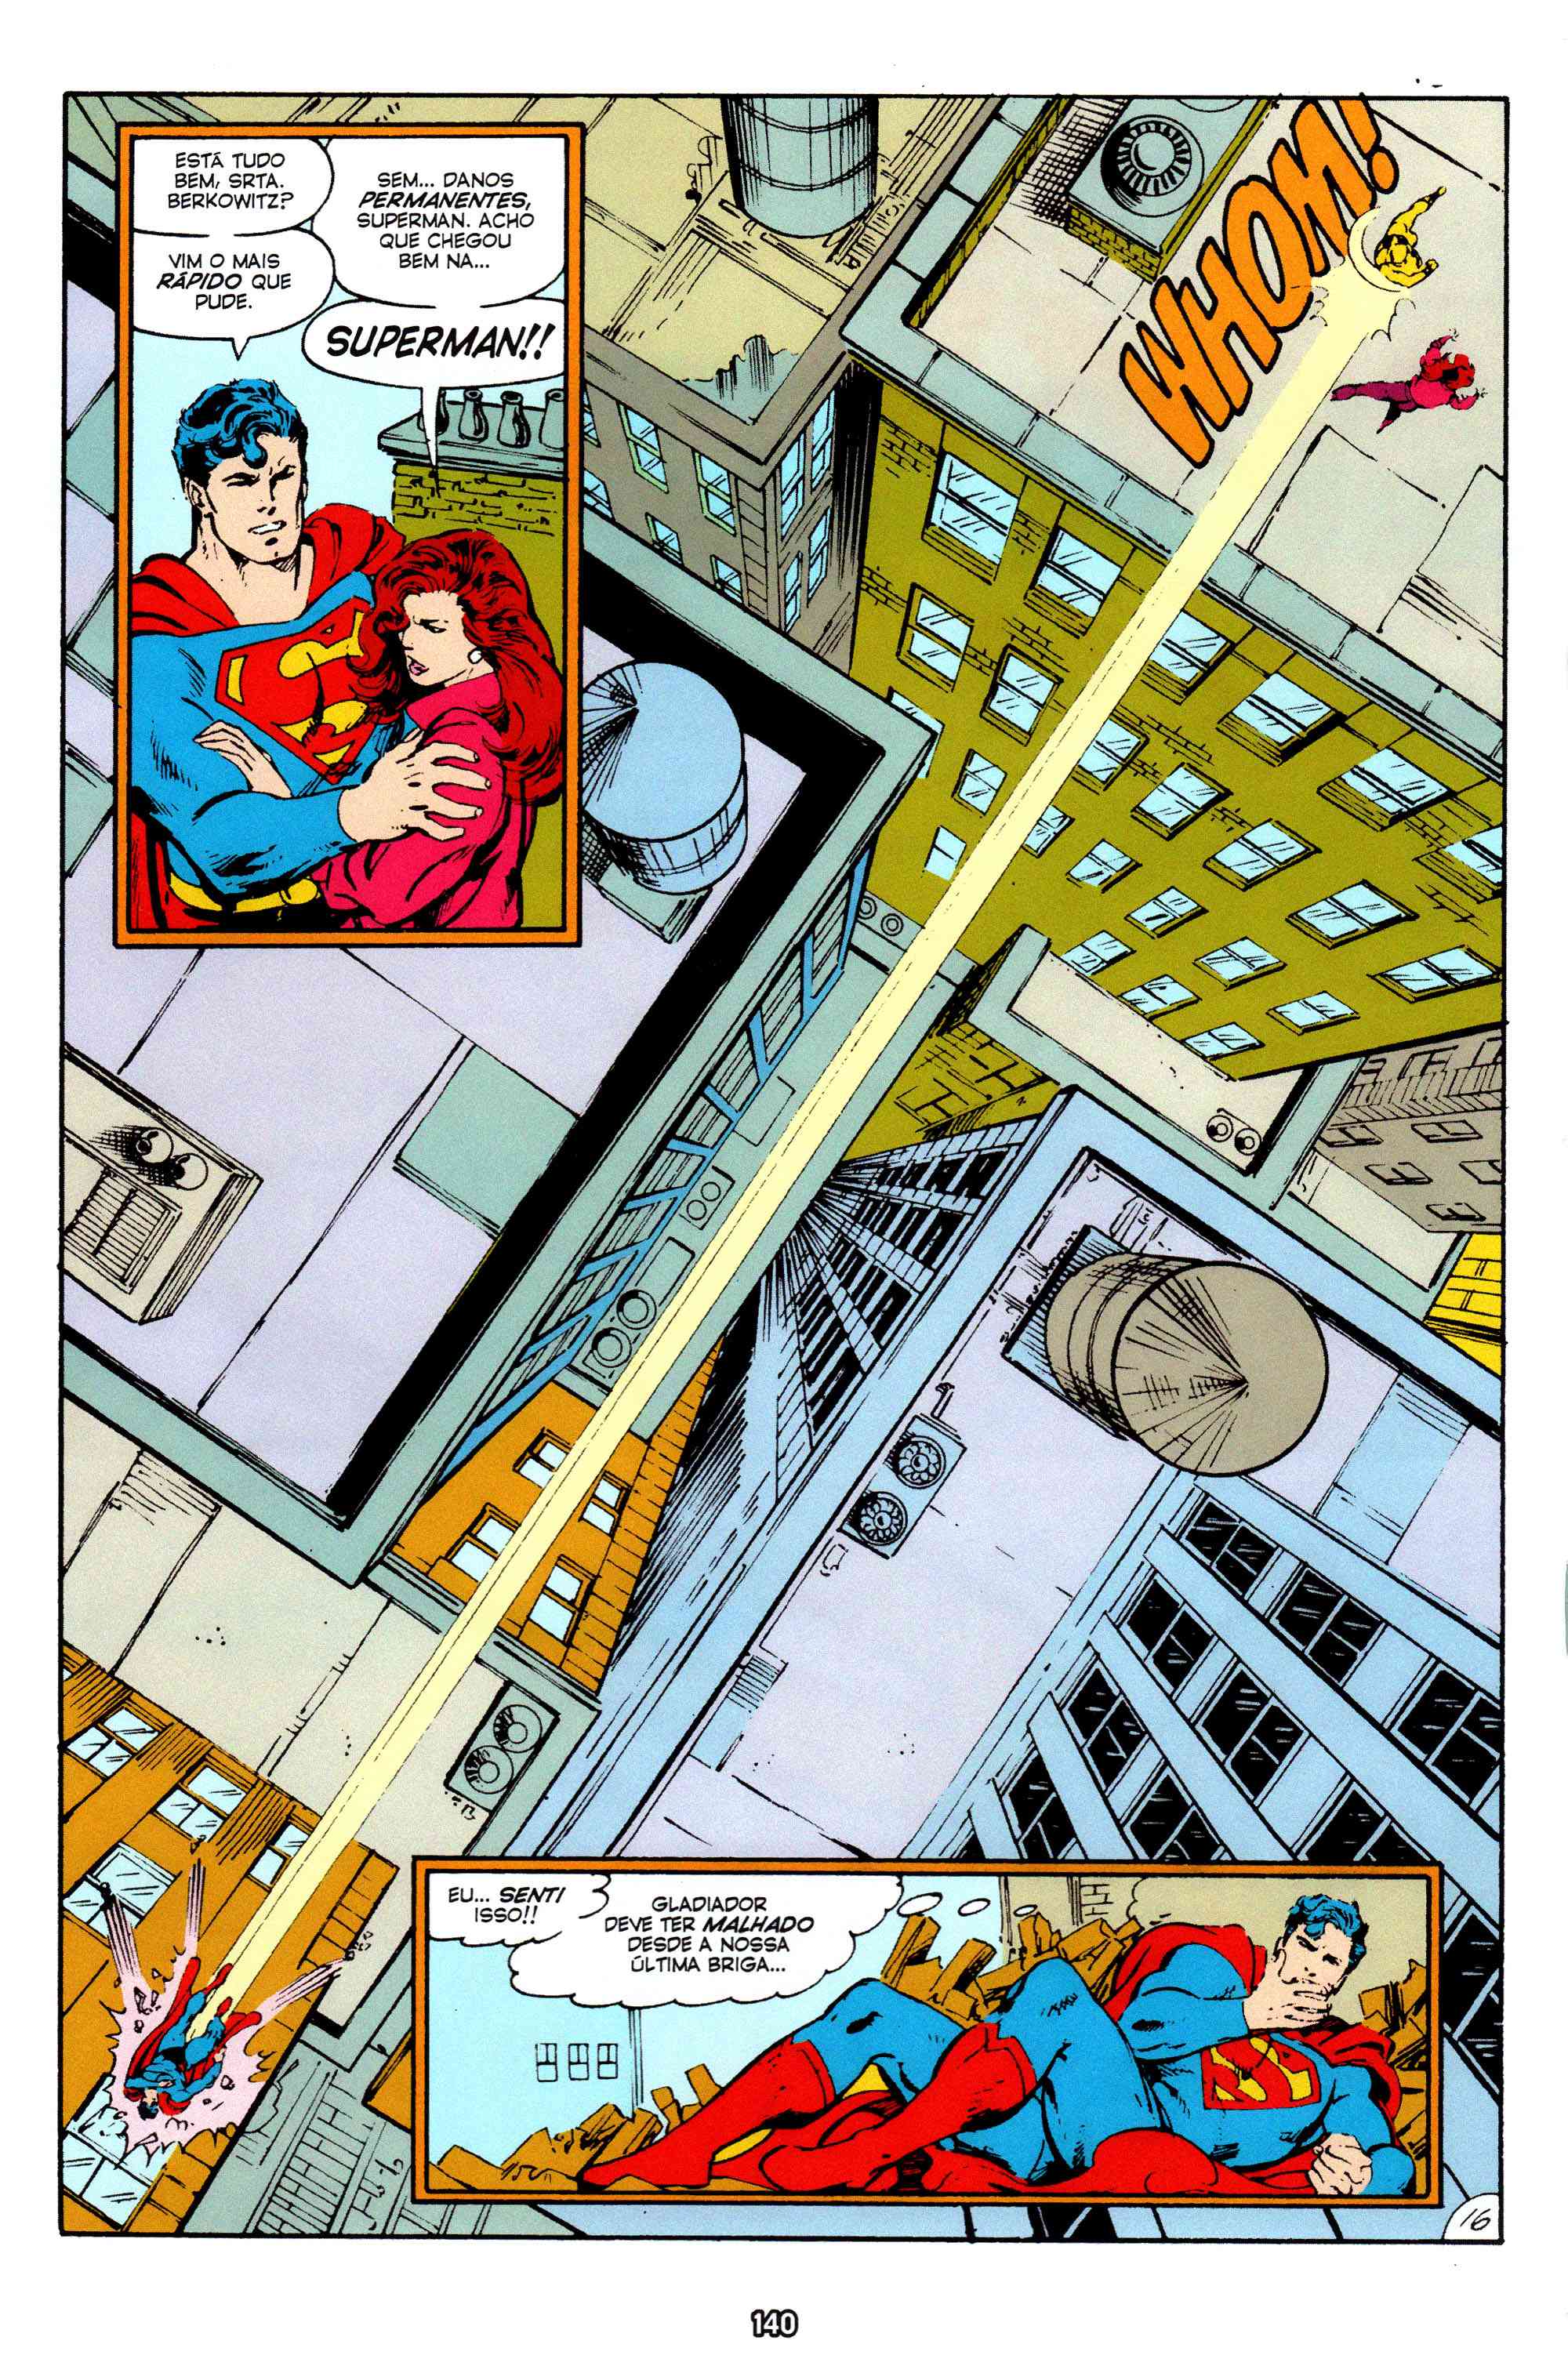 ESTÁ TUDO
BEM, SRTA.
BERKOWITZ?
VIM O MAIS
RÁPIDO QUE
PUDE.
SEM... DANOS
PERMANENTES,
SUPERMAN. ACHO
QUE CHEGOU
BEM NA...
SUPERMAN!!
WHOM!
EU... SENTI
ISSO!!
GLADIADOR
DEVE TER MALHADO
DESDE A NOSSA
ÚLTIMA BRIGA...
16
140